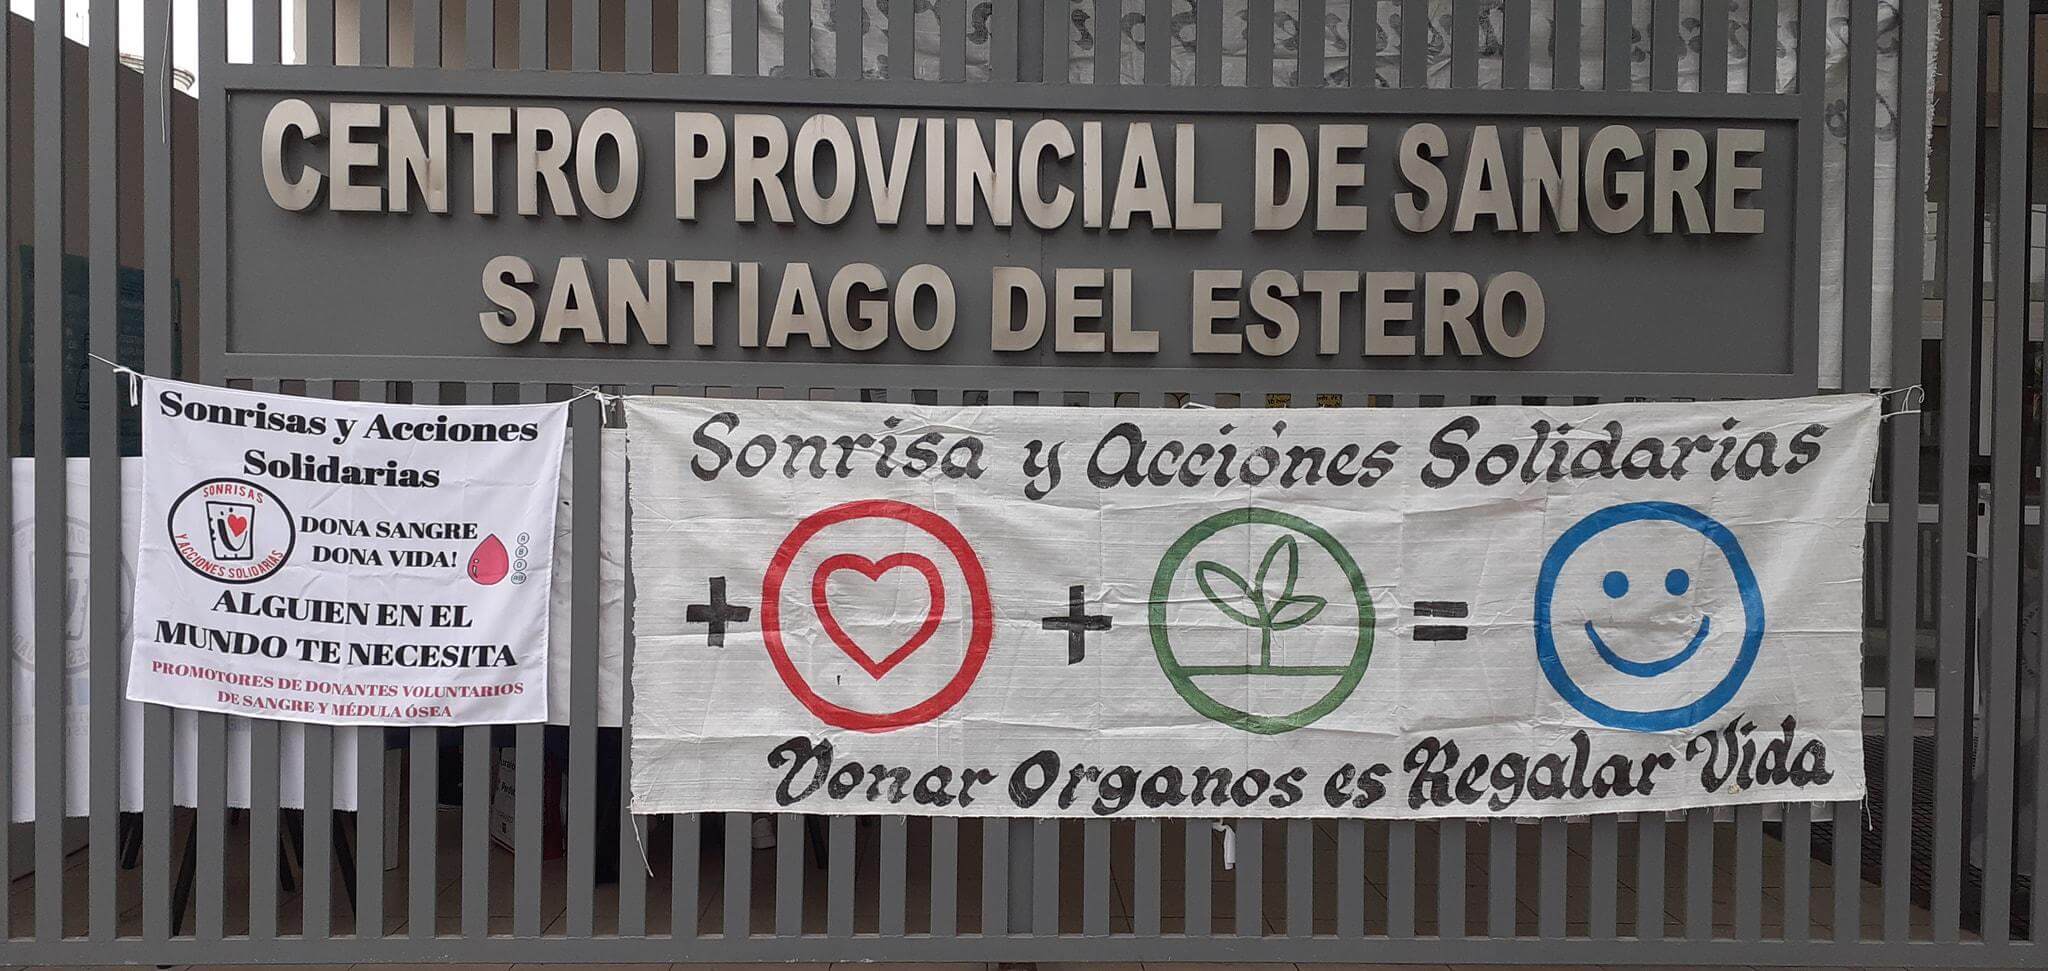 CENTRO PROVINCIAL DE SANGRE
SANTIAGO DEL ESTERO
Sonrisas y Acciones
Solidarias
SONRISAS
Y ACCIONES SOLIDARIAS
DONA SANGRE
DONA VIDA!
A
B
O
AB
ALGUIEN EN EL
MUNDO TE NECESITA
PROMOTORES DE DONANTES VOLUNTARIOS
DE SANGRE Y MÉDULA ÓSEA
Sonrisa y Acciónes Solidarias
+ + =
Donar Organos es Regalar Vida